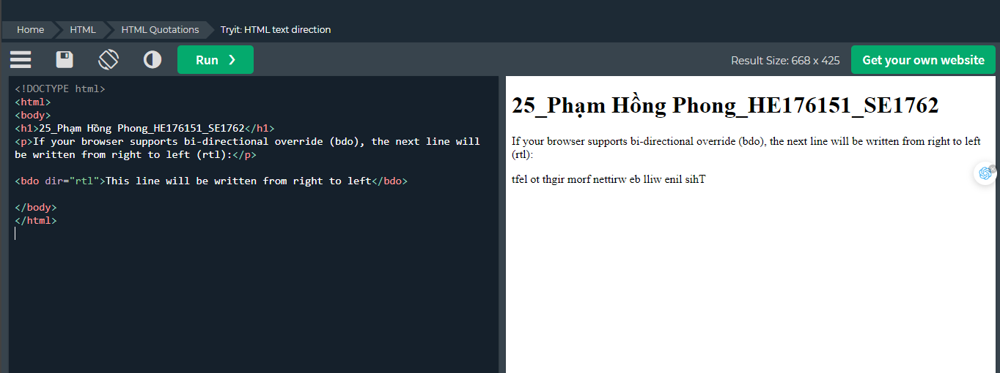 Home HTML HTML Quotations Tryit: HTML text direction
Run ❯ Result Size: 668 x 425 Get your own website
<!DOCTYPE html>
<html>
<body>
<h1>25_Phạm Hồng Phong_HE176151_SE1762</h1>
<p>If your browser supports bi-directional override (bdo), the next line will
be written from right to left (rtl):</p>
<bdo dir="rtl">This line will be written from right to left</bdo>
</body>
</html>
25_Phạm Hồng Phong_HE176151_SE1762
If your browser supports bi-directional override (bdo), the next line will be written from right to left
(rtl):
tfel ot thgir morf nettirw eb lliw enil sihT